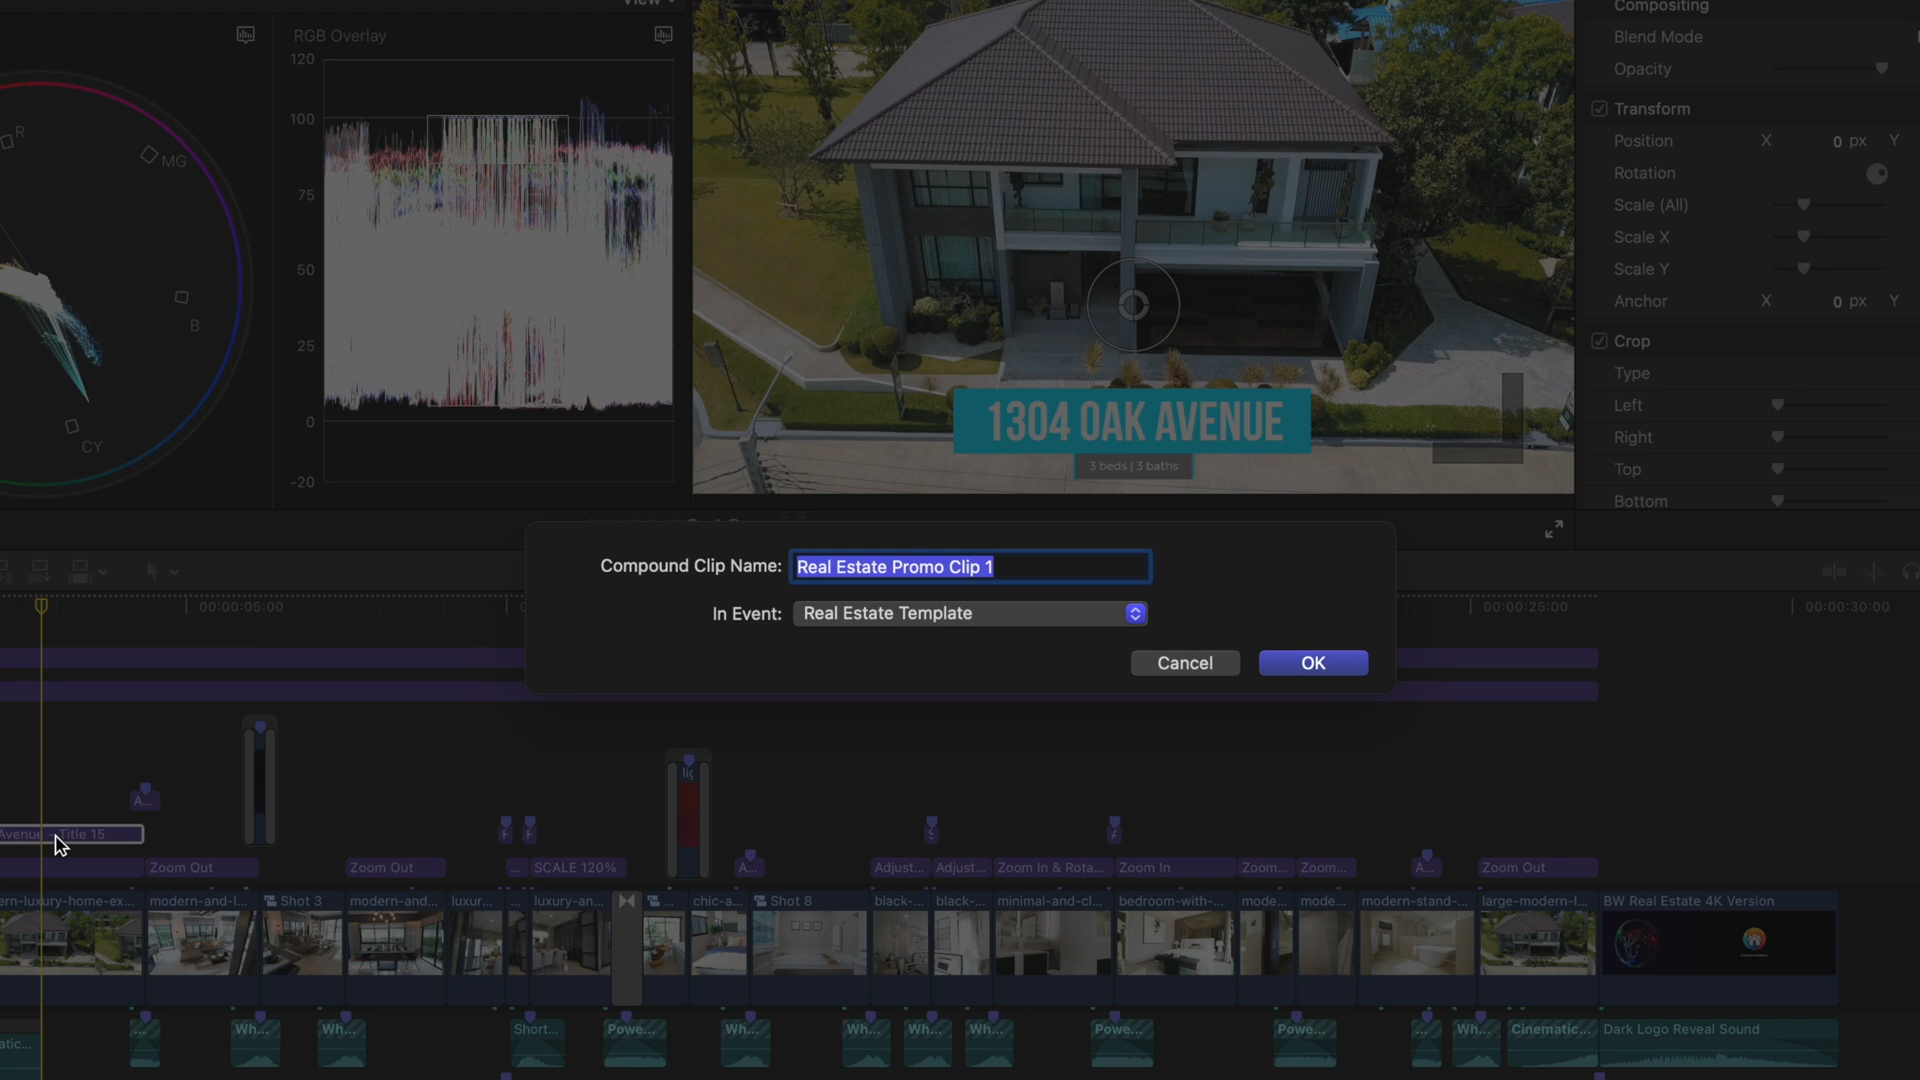 RGB Overlay
120
100
75
50
25
0
-20
R
MG
B
CY
1304 OAK AVENUE
3 beds | 3 baths
Compositing
Blend Mode
Opacity
Transform
Position X 0 px Y
Rotation
Scale (All)
Scale X
Scale Y
Anchor X 0 px Y
Crop
Type
Left
Right
Top
Bottom
Compound Clip Name: Real Estate Promo Clip 1
In Event: Real Estate Template
Cancel OK
00:00:05:00 00:00:25:00 00:00:30:00
A...
Avenue - Title 15
Zoom Out Zoom Out ... SCALE 120% A... Adjust... Adjust... Zoom In & Rota... Zoom In Zoom... Zoom... A... Zoom Out
ern-luxury-home-ex... modern-and-l... Shot 3 modern-and... luxur... ... luxury-an... ... chic-a... Shot 8 black-... black-... minimal-and-cl... bedroom-with-... mode... mode... modern-stand-... large-modern-l... BW Real Estate 4K Version
... Wh... Wh... Short... Powe... Wh... Wh... Wh... Wh... Powe... Powe... ... Wh... Cinematic... Dark Logo Reveal Sound
atic...